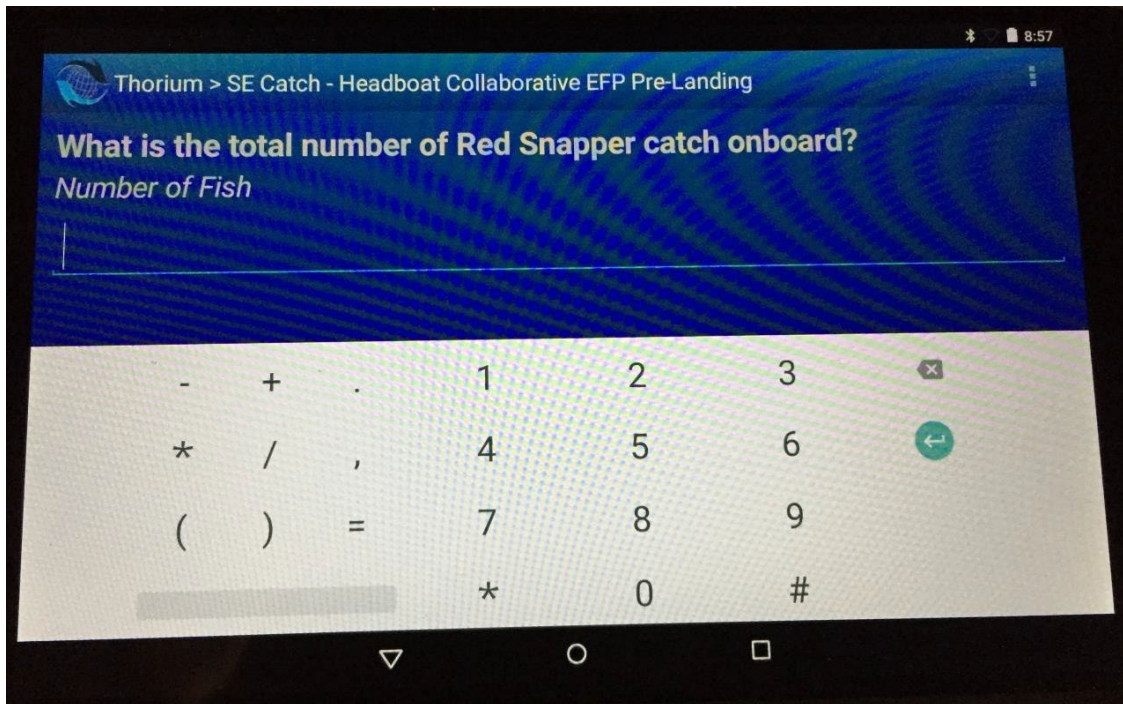 8:57
Thorium > SE Catch - Headboat Collaborative EFP Pre-Landing
What is the total number of Red Snapper catch onboard?
Number of Fish
- + . 1 2 3
* / , 4 5 6
( ) = 7 8 9
* 0 #